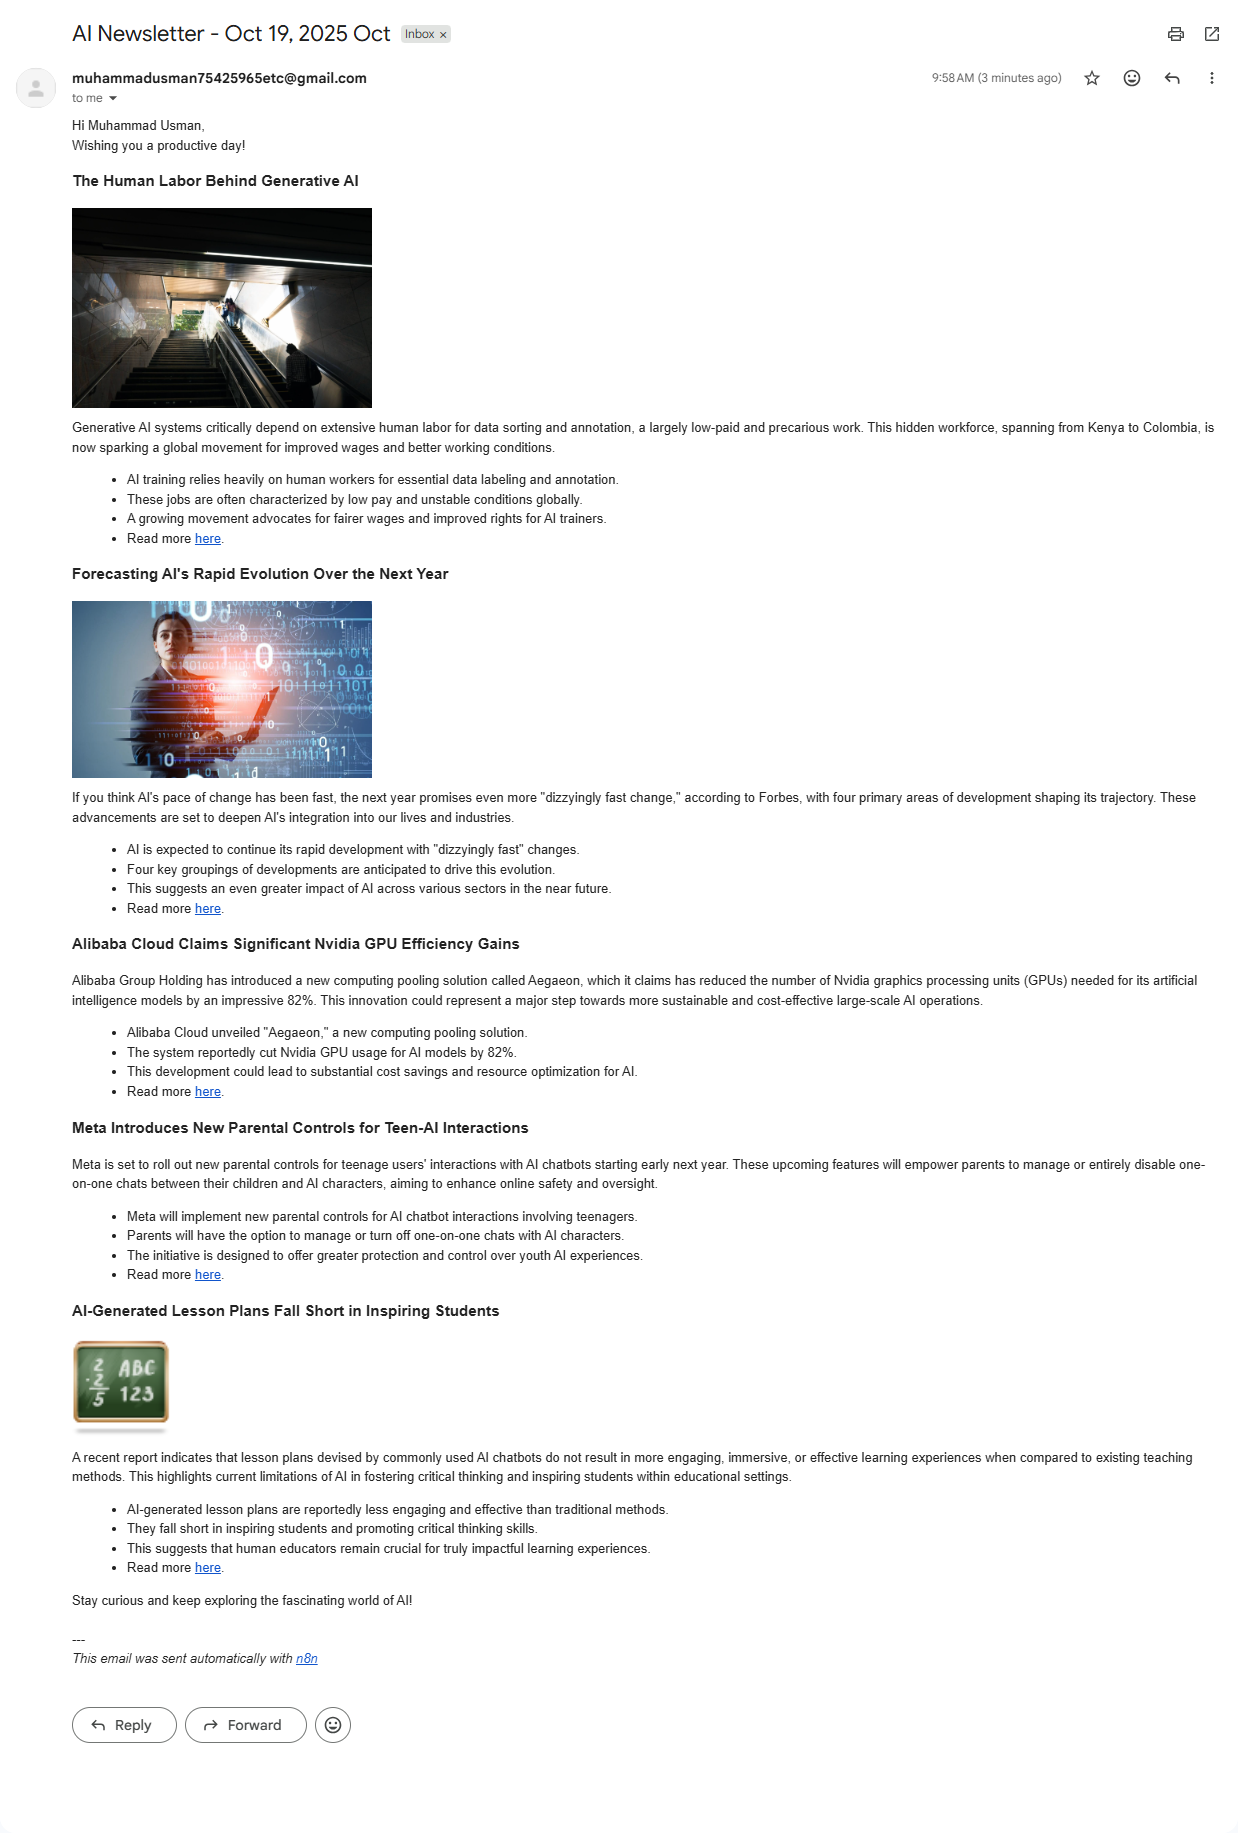 AI Newsletter - Oct 19, 2025 Oct Inbox ×
muhammadusman75425965etc@gmail.com 9:58 AM (3 minutes ago)
to me
Hi Muhammad Usman,
Wishing you a productive day!
The Human Labor Behind Generative AI
Generative AI systems critically depend on extensive human labor for data sorting and annotation, a largely low-paid and precarious work. This hidden workforce, spanning from Kenya to Colombia, is
now sparking a global movement for improved wages and better working conditions.
• AI training relies heavily on human workers for essential data labeling and annotation.
• These jobs are often characterized by low pay and unstable conditions globally.
• A growing movement advocates for fairer wages and improved rights for AI trainers.
• Read more here.
Forecasting AI's Rapid Evolution Over the Next Year
If you think AI's pace of change has been fast, the next year promises even more "dizzyingly fast change," according to Forbes, with four primary areas of development shaping its trajectory. These
advancements are set to deepen AI's integration into our lives and industries.
• AI is expected to continue its rapid development with "dizzyingly fast" changes.
• Four key groupings of developments are anticipated to drive this evolution.
• This suggests an even greater impact of AI across various sectors in the near future.
• Read more here.
Alibaba Cloud Claims Significant Nvidia GPU Efficiency Gains
Alibaba Group Holding has introduced a new computing pooling solution called Aegaeon, which it claims has reduced the number of Nvidia graphics processing units (GPUs) needed for its artificial
intelligence models by an impressive 82%. This innovation could represent a major step towards more sustainable and cost-effective large-scale AI operations.
• Alibaba Cloud unveiled "Aegaeon," a new computing pooling solution.
• The system reportedly cut Nvidia GPU usage for AI models by 82%.
• This development could lead to substantial cost savings and resource optimization for AI.
• Read more here.
Meta Introduces New Parental Controls for Teen-AI Interactions
Meta is set to roll out new parental controls for teenage users' interactions with AI chatbots starting early next year. These upcoming features will empower parents to manage or entirely disable one-
on-one chats between their children and AI characters, aiming to enhance online safety and oversight.
• Meta will implement new parental controls for AI chatbot interactions involving teenagers.
• Parents will have the option to manage or turn off one-on-one chats with AI characters.
• The initiative is designed to offer greater protection and control over youth AI experiences.
• Read more here.
AI-Generated Lesson Plans Fall Short in Inspiring Students
2 ABC
-2 123
5
A recent report indicates that lesson plans devised by commonly used AI chatbots do not result in more engaging, immersive, or effective learning experiences when compared to existing teaching
methods. This highlights current limitations of AI in fostering critical thinking and inspiring students within educational settings.
• AI-generated lesson plans are reportedly less engaging and effective than traditional methods.
• They fall short in inspiring students and promoting critical thinking skills.
• This suggests that human educators remain crucial for truly impactful learning experiences.
• Read more here.
Stay curious and keep exploring the fascinating world of AI!
---
This email was sent automatically with n8n
Reply Forward